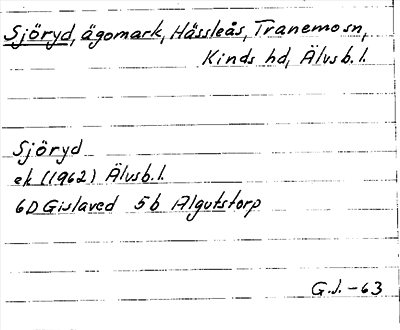 Sjöryd, ägomark, Hässleås, Tranemo sn,
Kinds hd, Älvsb. l.
Sjöryd
ek (1962) Älvsb. l.
6D Gislaved 5b Algutstorp
G.J. -63